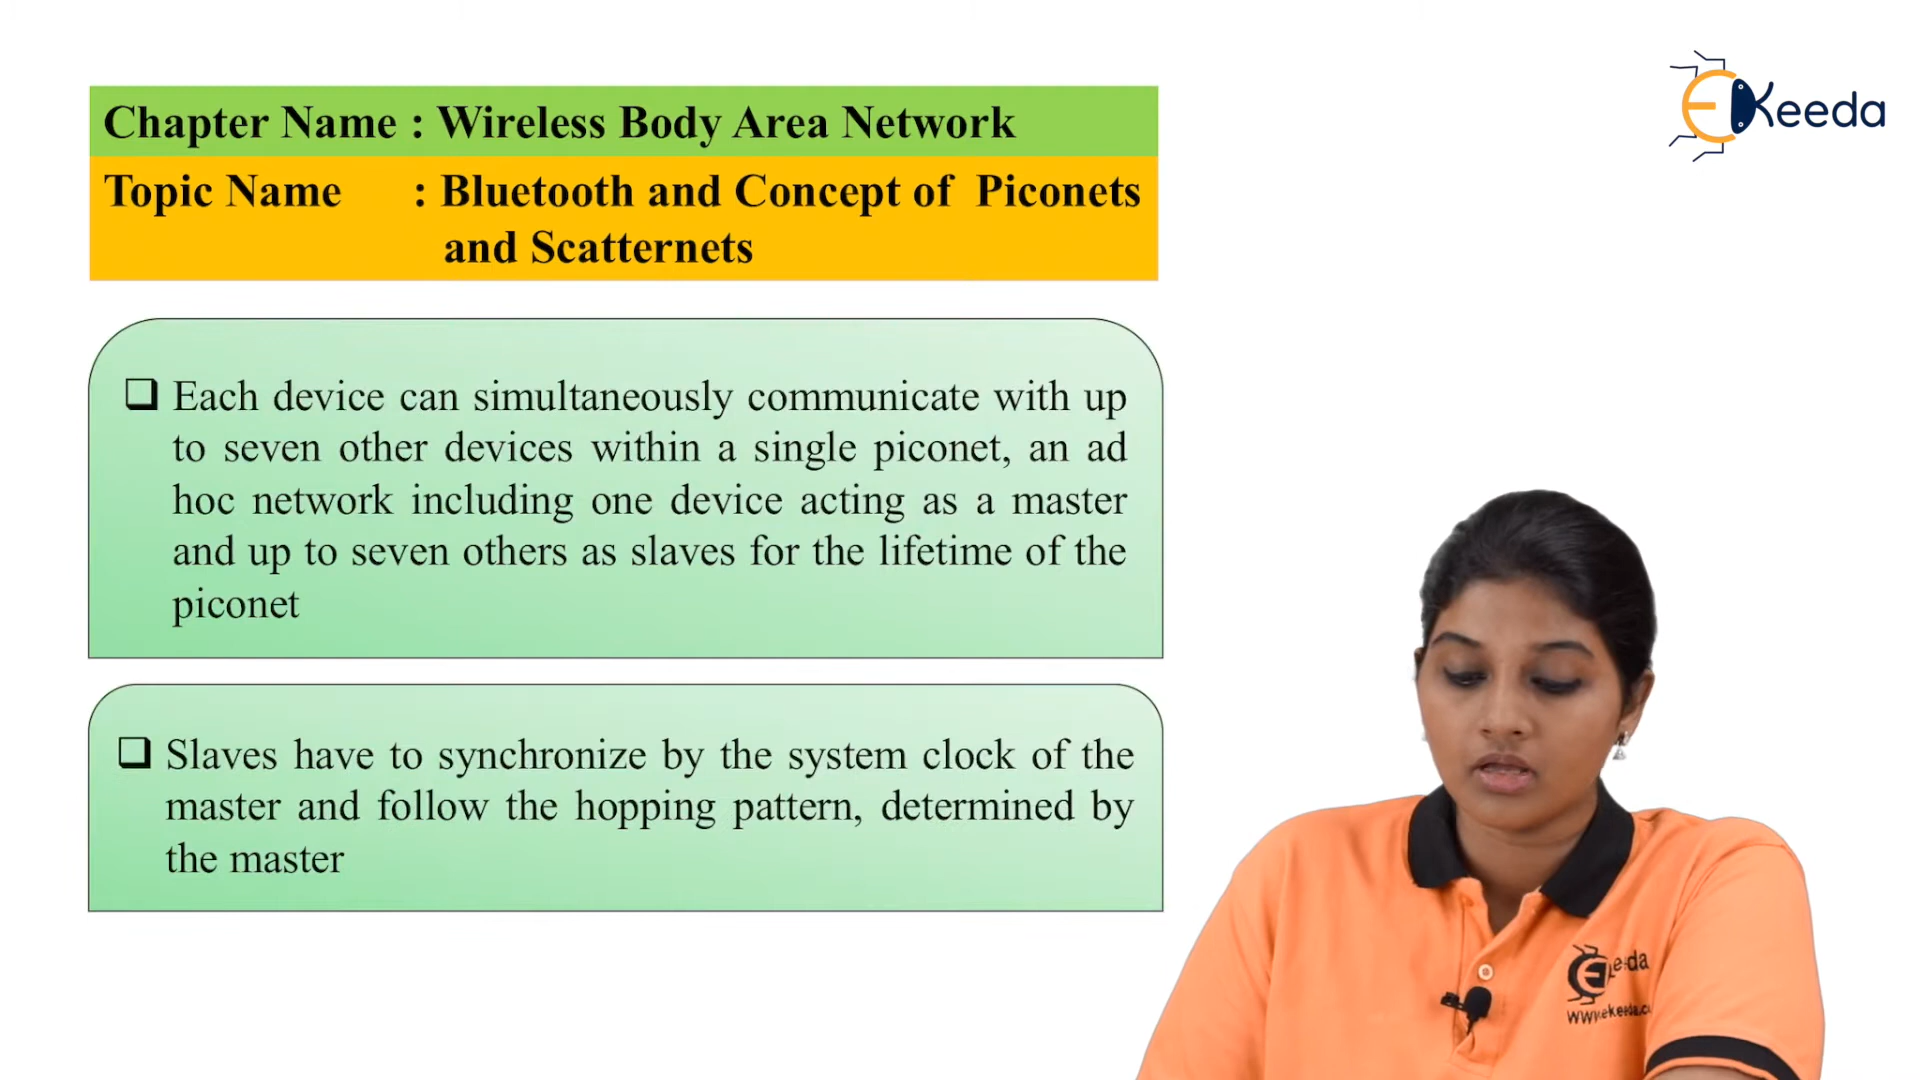 EKeeda
Chapter Name : Wireless Body Area Network
Topic Name : Bluetooth and Concept of Piconets
and Scatternets
❑ Each device can simultaneously communicate with up
to seven other devices within a single piconet, an ad
hoc network including one device acting as a master
and up to seven others as slaves for the lifetime of the
piconet
❑ Slaves have to synchronize by the system clock of the
master and follow the hopping pattern, determined by
the master